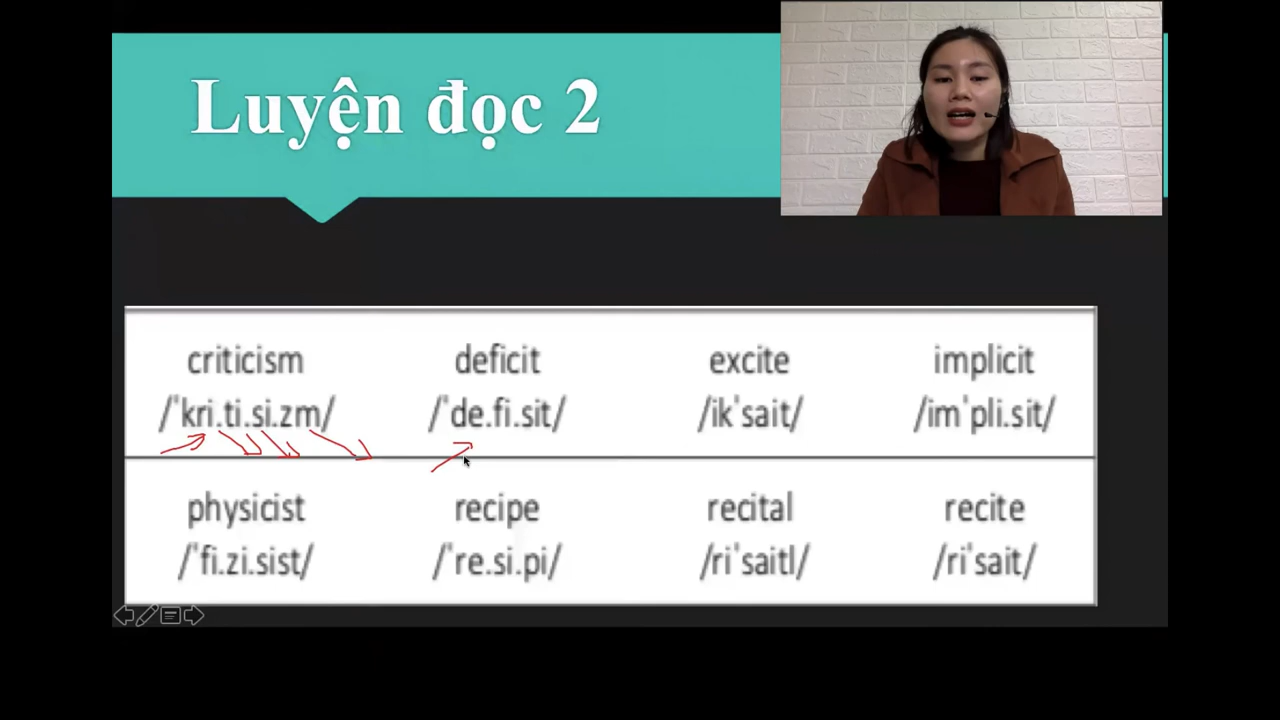 Luyện đọc 2
criticism deficit excite implicit
/ˈkri.ti.si.zm/ /ˈde.fi.sit/ /ikˈsait/ /imˈpli.sit/
physicist recipe recital recite
/ˈfi.zi.sist/ /ˈre.si.pi/ /riˈsaitl/ /riˈsait/